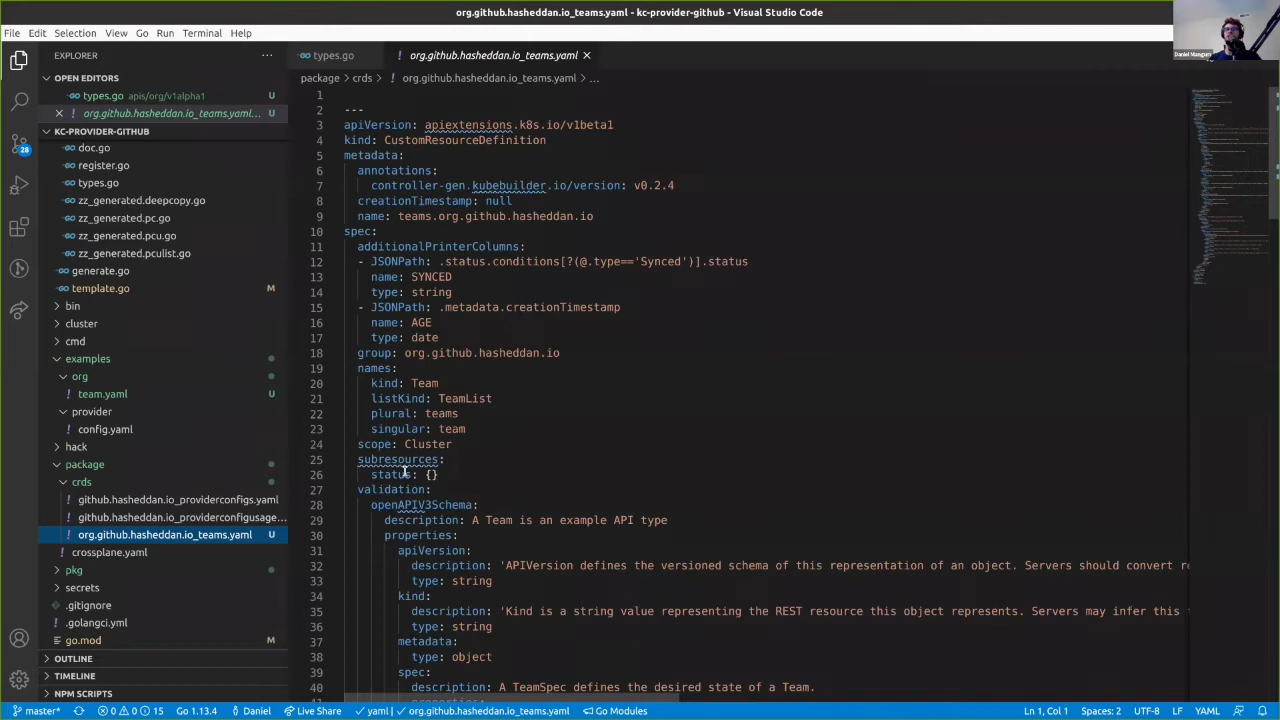 org.github.hasheddan.io_teams.yaml - kc-provider-github - Visual Studio Code
File Edit Selection View Go Run Terminal Help
Daniel Mangum
EXPLORER
OPEN EDITORS
types.go apis/org/v1alpha1 U
org.github.hasheddan.io_teams.yaml... U
KC-PROVIDER-GITHUB
doc.go
register.go
types.go
zz_generated.deepcopy.go
zz_generated.pc.go
zz_generated.pcu.go
zz_generated.pculist.go
generate.go
template.go M
bin
cluster
cmd
examples
org
team.yaml U
provider
config.yaml
hack
package
crds
github.hasheddan.io_providerconfigs.yaml
github.hasheddan.io_providerconfigusage...
org.github.hasheddan.io_teams.yaml U
crossplane.yaml
pkg
secrets
.gitignore
.golangci.yml
go.mod M
OUTLINE
TIMELINE
NPM SCRIPTS
28
types.go
org.github.hasheddan.io_teams.yaml
package > crds > org.github.hasheddan.io_teams.yaml > ...
1
2 ---
3 apiVersion: apiextensions.k8s.io/v1beta1
4 kind: CustomResourceDefinition
5 metadata:
6 annotations:
7 controller-gen.kubebuilder.io/version: v0.2.4
8 creationTimestamp: null
9 name: teams.org.github.hasheddan.io
10 spec:
11 additionalPrinterColumns:
12 - JSONPath: .status.conditions[?(@.type=='Synced')].status
13 name: SYNCED
14 type: string
15 - JSONPath: .metadata.creationTimestamp
16 name: AGE
17 type: date
18 group: org.github.hasheddan.io
19 names:
20 kind: Team
21 listKind: TeamList
22 plural: teams
23 singular: team
24 scope: Cluster
25 subresources:
26 status: {}
27 validation:
28 openAPIV3Schema:
29 description: A Team is an example API type
30 properties:
31 apiVersion:
32 description: 'APIVersion defines the versioned schema of this representation of an object. Servers should convert r
33 type: string
34 kind:
35 description: 'Kind is a string value representing the REST resource this object represents. Servers may infer this
36 type: string
37 metadata:
38 type: object
39 spec:
40 description: A TeamSpec defines the desired state of a Team.
master* 0 0 15 Go 1.13.4 Daniel Live Share yaml | org.github.hasheddan.io_teams.yaml Go Modules Ln 1, Col 1 Spaces: 2 UTF-8 LF YAML